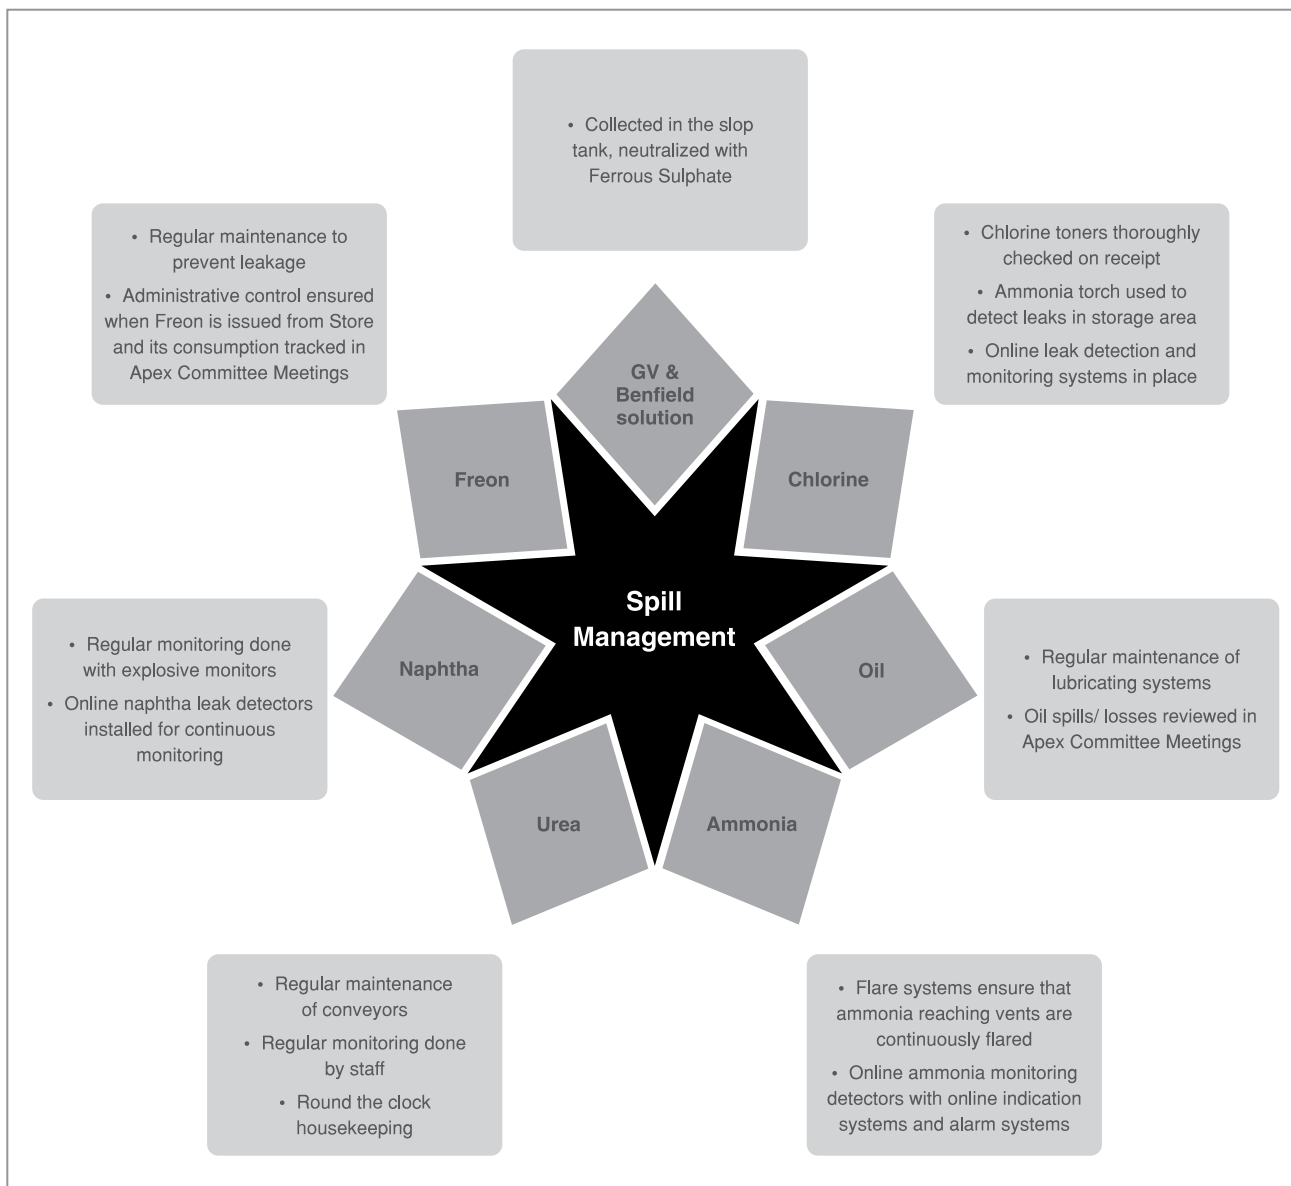 • Collected in the slop
tank, neutralized with
Ferrous Sulphate
• Regular maintenance to
prevent leakage
• Administrative control ensured
when Freon is issued from Store
and its consumption tracked in
Apex Committee Meetings
• Chlorine toners thoroughly
checked on receipt
• Ammonia torch used to
detect leaks in storage area
• Online leak detection and
monitoring systems in place
GV &
Benfield
solution
Freon
Chlorine
Spill
Management
• Regular monitoring done
with explosive monitors
• Online naphtha leak detectors
installed for continuous
monitoring
Naphtha
Oil
• Regular maintenance of
lubricating systems
• Oil spills/ losses reviewed in
Apex Committee Meetings
Urea
Ammonia
• Regular maintenance
of conveyors
• Regular monitoring done
by staff
• Round the clock
housekeeping
• Flare systems ensure that
ammonia reaching vents are
continuously flared
• Online ammonia monitoring
detectors with online indication
systems and alarm systems